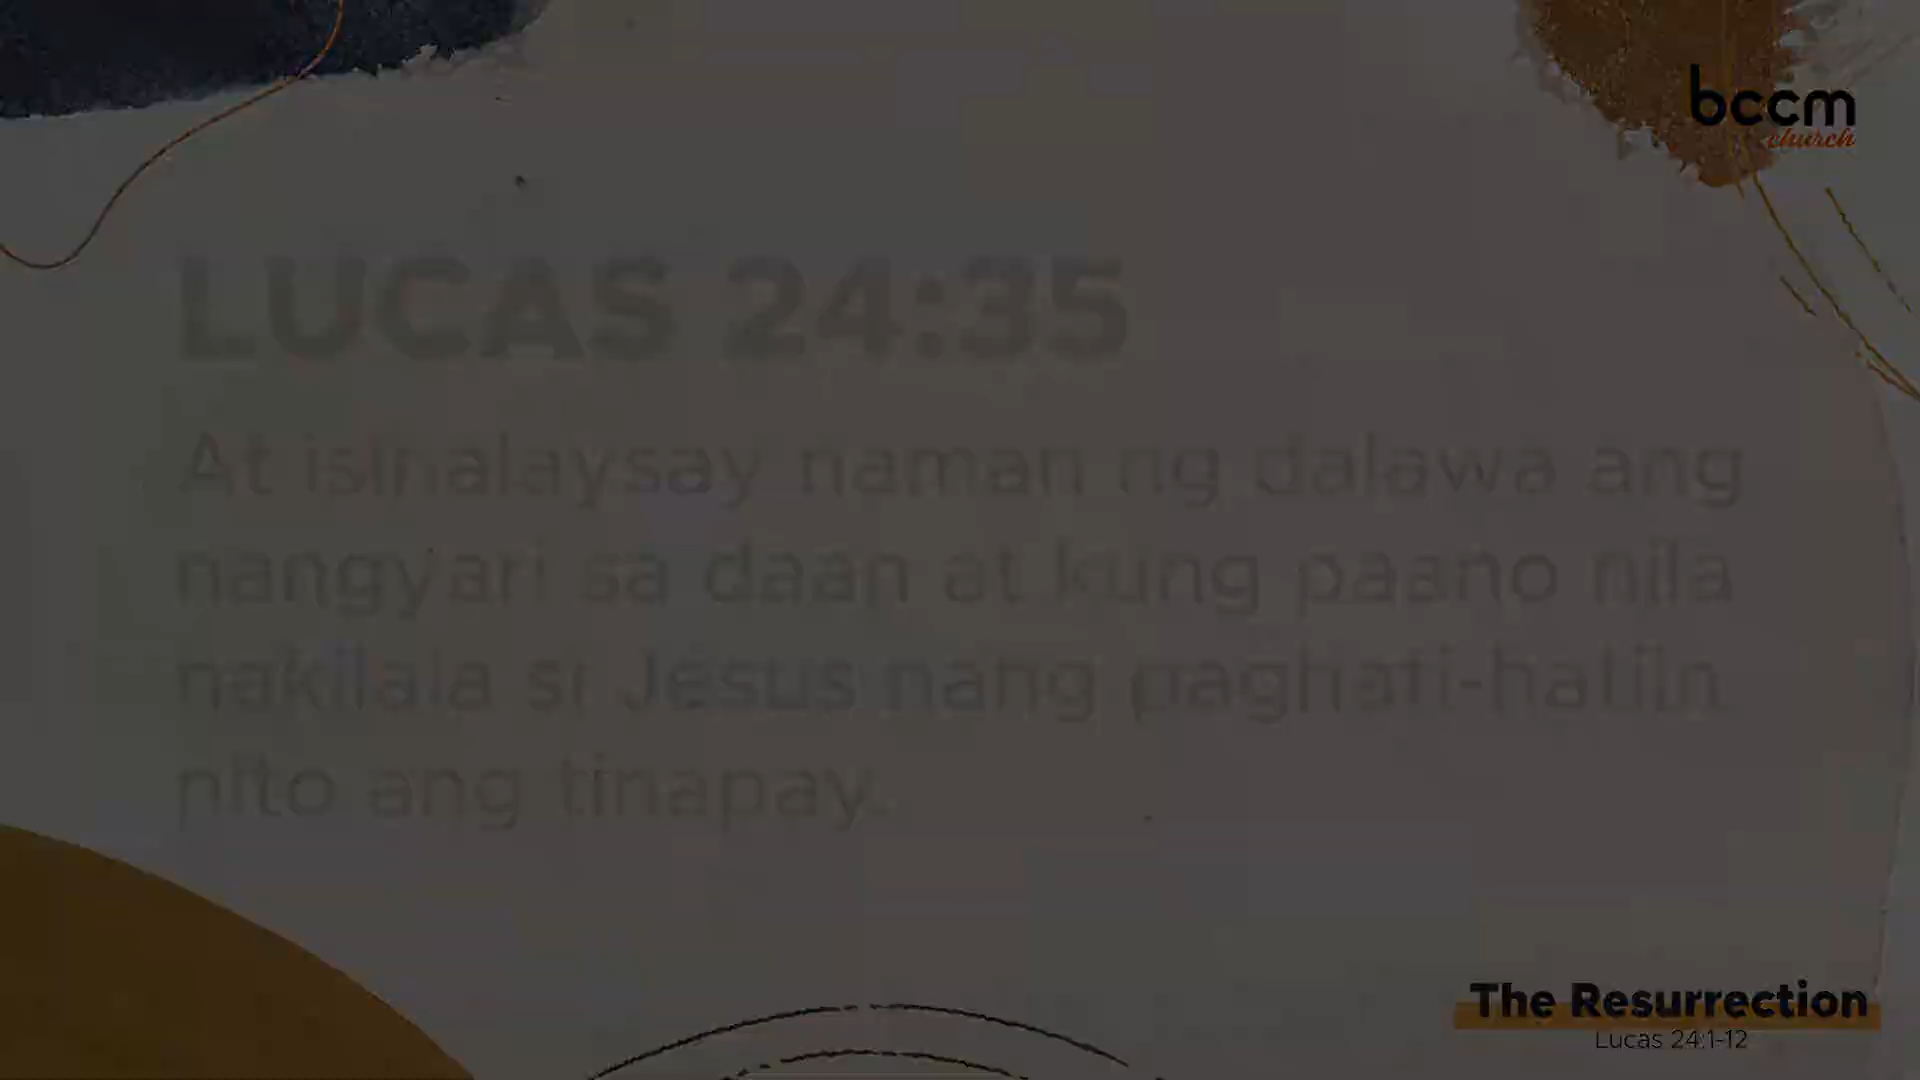 bccm
church
LUCAS 24:35
At isinalaysay naman ng dalawa ang
nangyari sa daan at kung paano nila
nakilala si Jesus nang paghati-hatiin
nito ang tinapay.
The Resurrection
Lucas 24:1-12